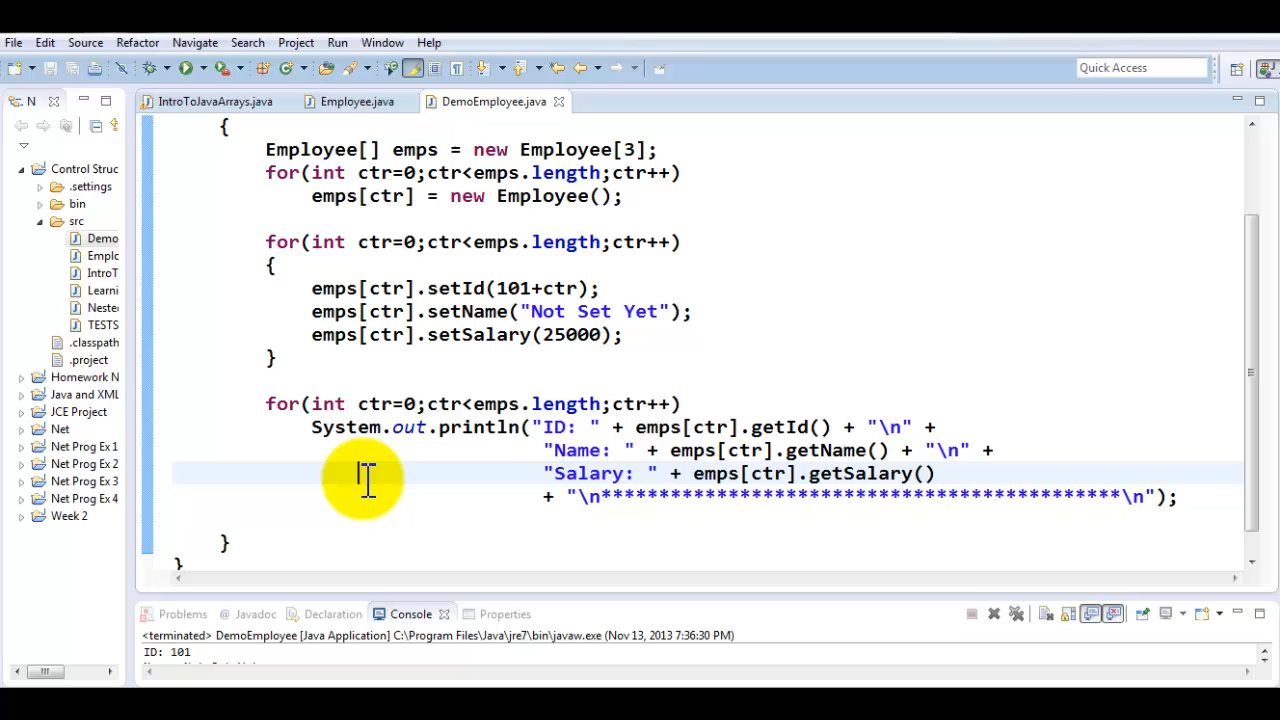 File Edit Source Refactor Navigate Search Project Run Window Help
Quick Access
N
IntroToJavaArrays.java Employee.java DemoEmployee.java
Control Struc
.settings
bin
src
Demo
Emplo
IntroT
Learni
Neste
TESTS
.classpath
.project
Homework N
Java and XML
JCE Project
Net
Net Prog Ex 1
Net Prog Ex 2
Net Prog Ex 3
Net Prog Ex 4
Week 2
{
Employee[] emps = new Employee[3];
for(int ctr=0;ctr<emps.length;ctr++)
emps[ctr] = new Employee();
for(int ctr=0;ctr<emps.length;ctr++)
{
emps[ctr].setId(101+ctr);
emps[ctr].setName("Not Set Yet");
emps[ctr].setSalary(25000);
}
for(int ctr=0;ctr<emps.length;ctr++)
System.out.println("ID: " + emps[ctr].getId() + "\n" +
"Name: " + emps[ctr].getName() + "\n" +
"Salary: " + emps[ctr].getSalary()
+ "\n*********************************************\n");
}
}
Problems @ Javadoc Declaration Console Properties
<terminated> DemoEmployee [Java Application] C:\Program Files\Java\jre7\bin\javaw.exe (Nov 13, 2013 7:36:30 PM)
ID: 101